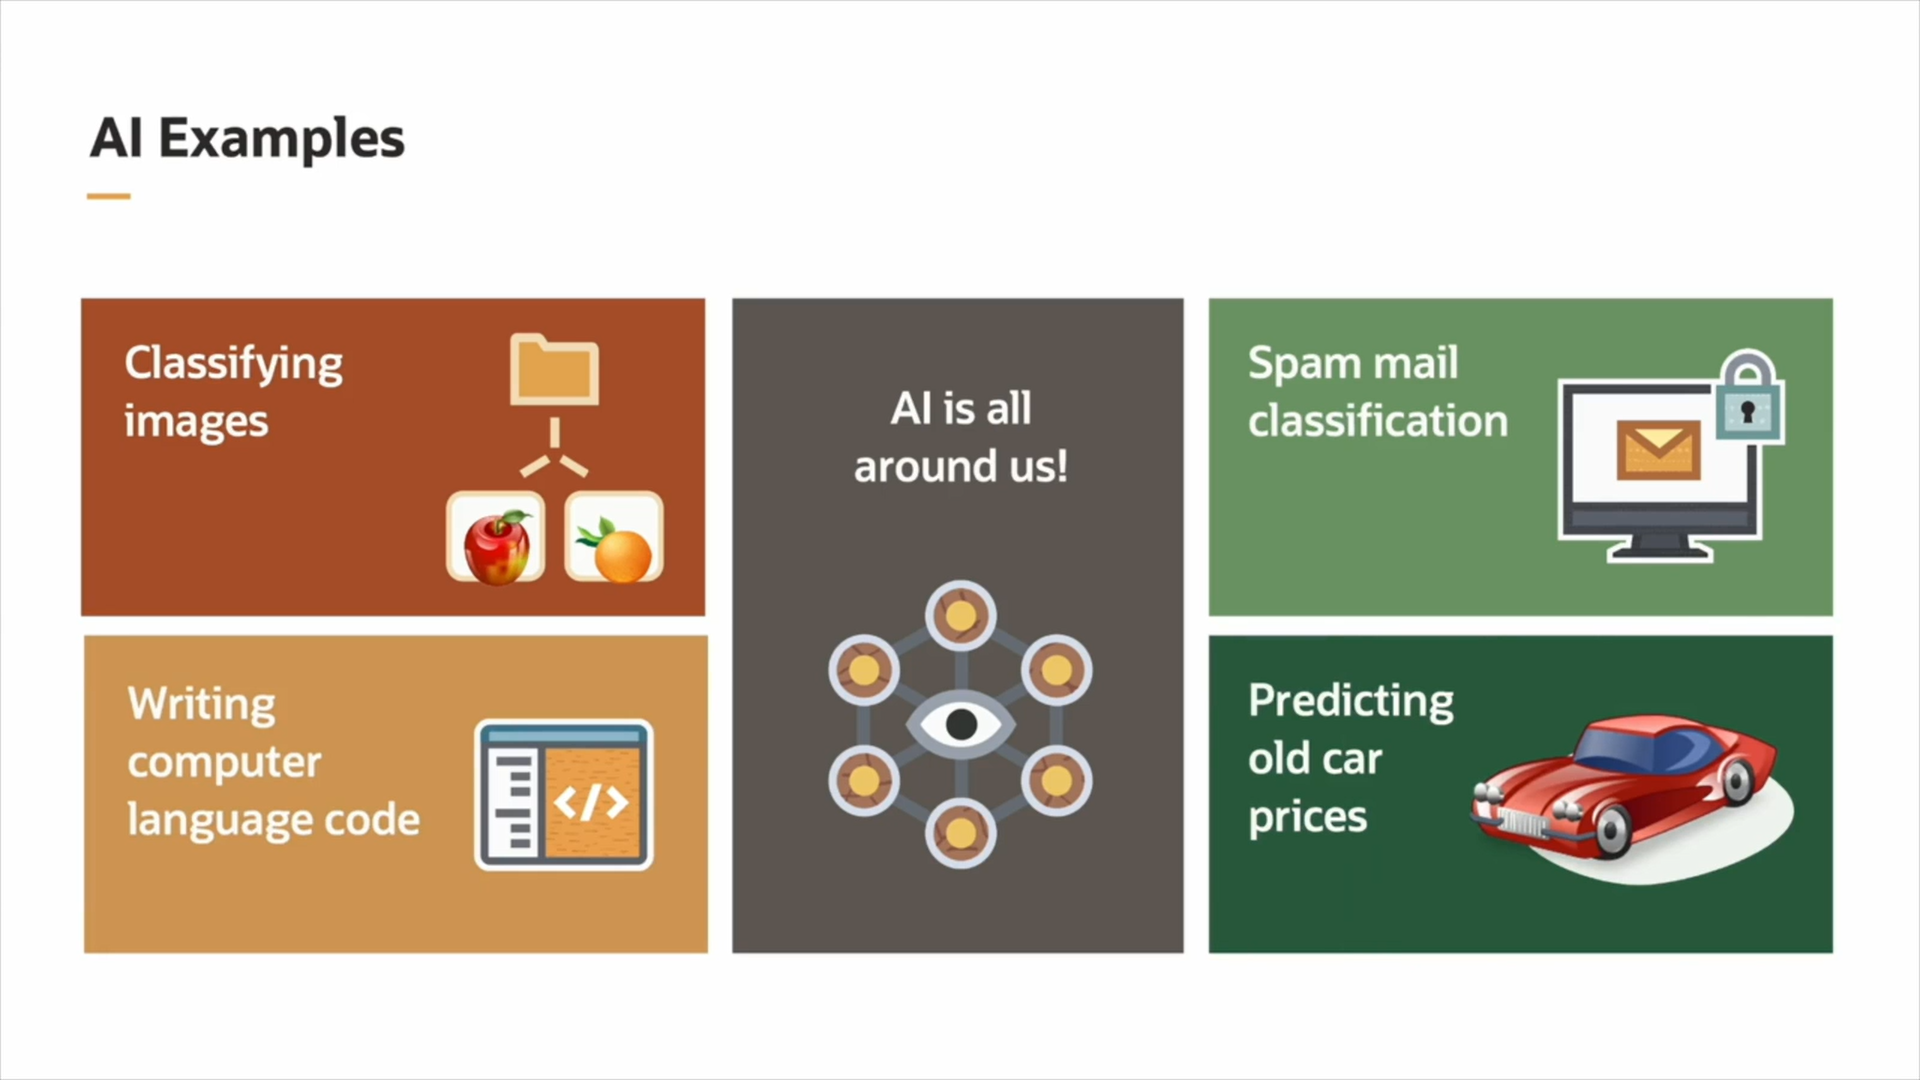 AI Examples
Classifying
images
AI is all
around us!
Spam mail
classification
Writing
computer
language code
</>
Predicting
old car
prices